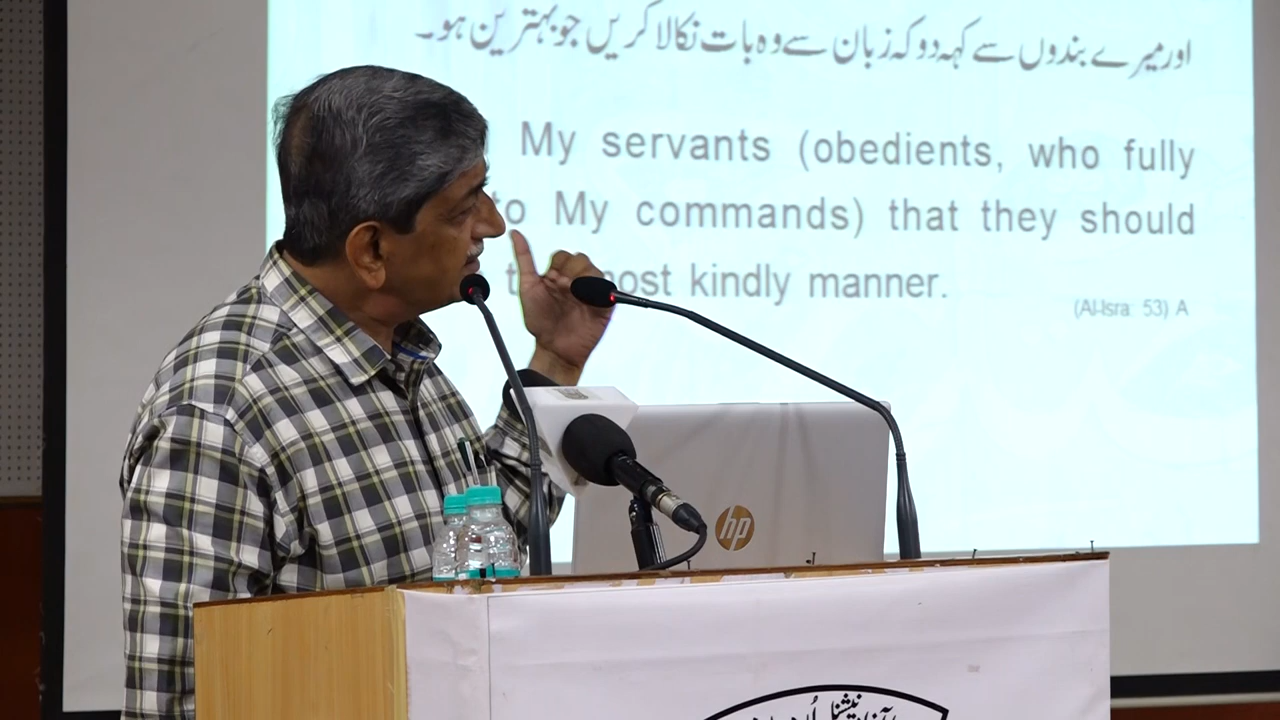 اور میرے بندوں سے کہہ دو کہ زبان سے وہ بات نکالا کریں جو بہترین ہو۔
My servants (obedients, who fully
to My commands) that they should
most kindly manner.
(Al-Isra: 53) A
hp
نیشنل اُر